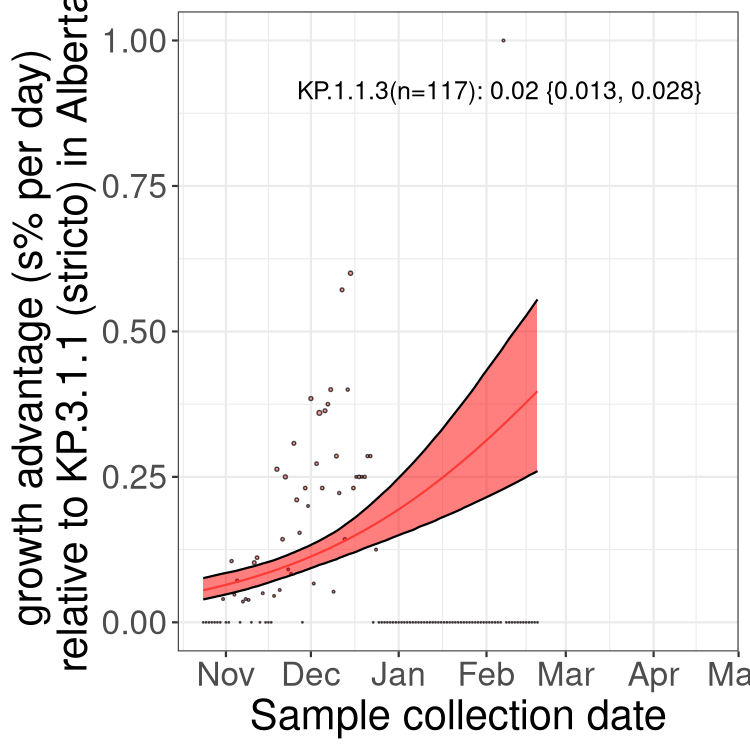 growth advantage (s% per day)
relative to KP.3.1.1 (stricto) in Alberta
1.00
0.75
0.50
0.25
0.00
KP.1.1.3(n=117): 0.02 {0.013, 0.028}
Nov Dec Jan Feb Mar Apr Ma
Sample collection date